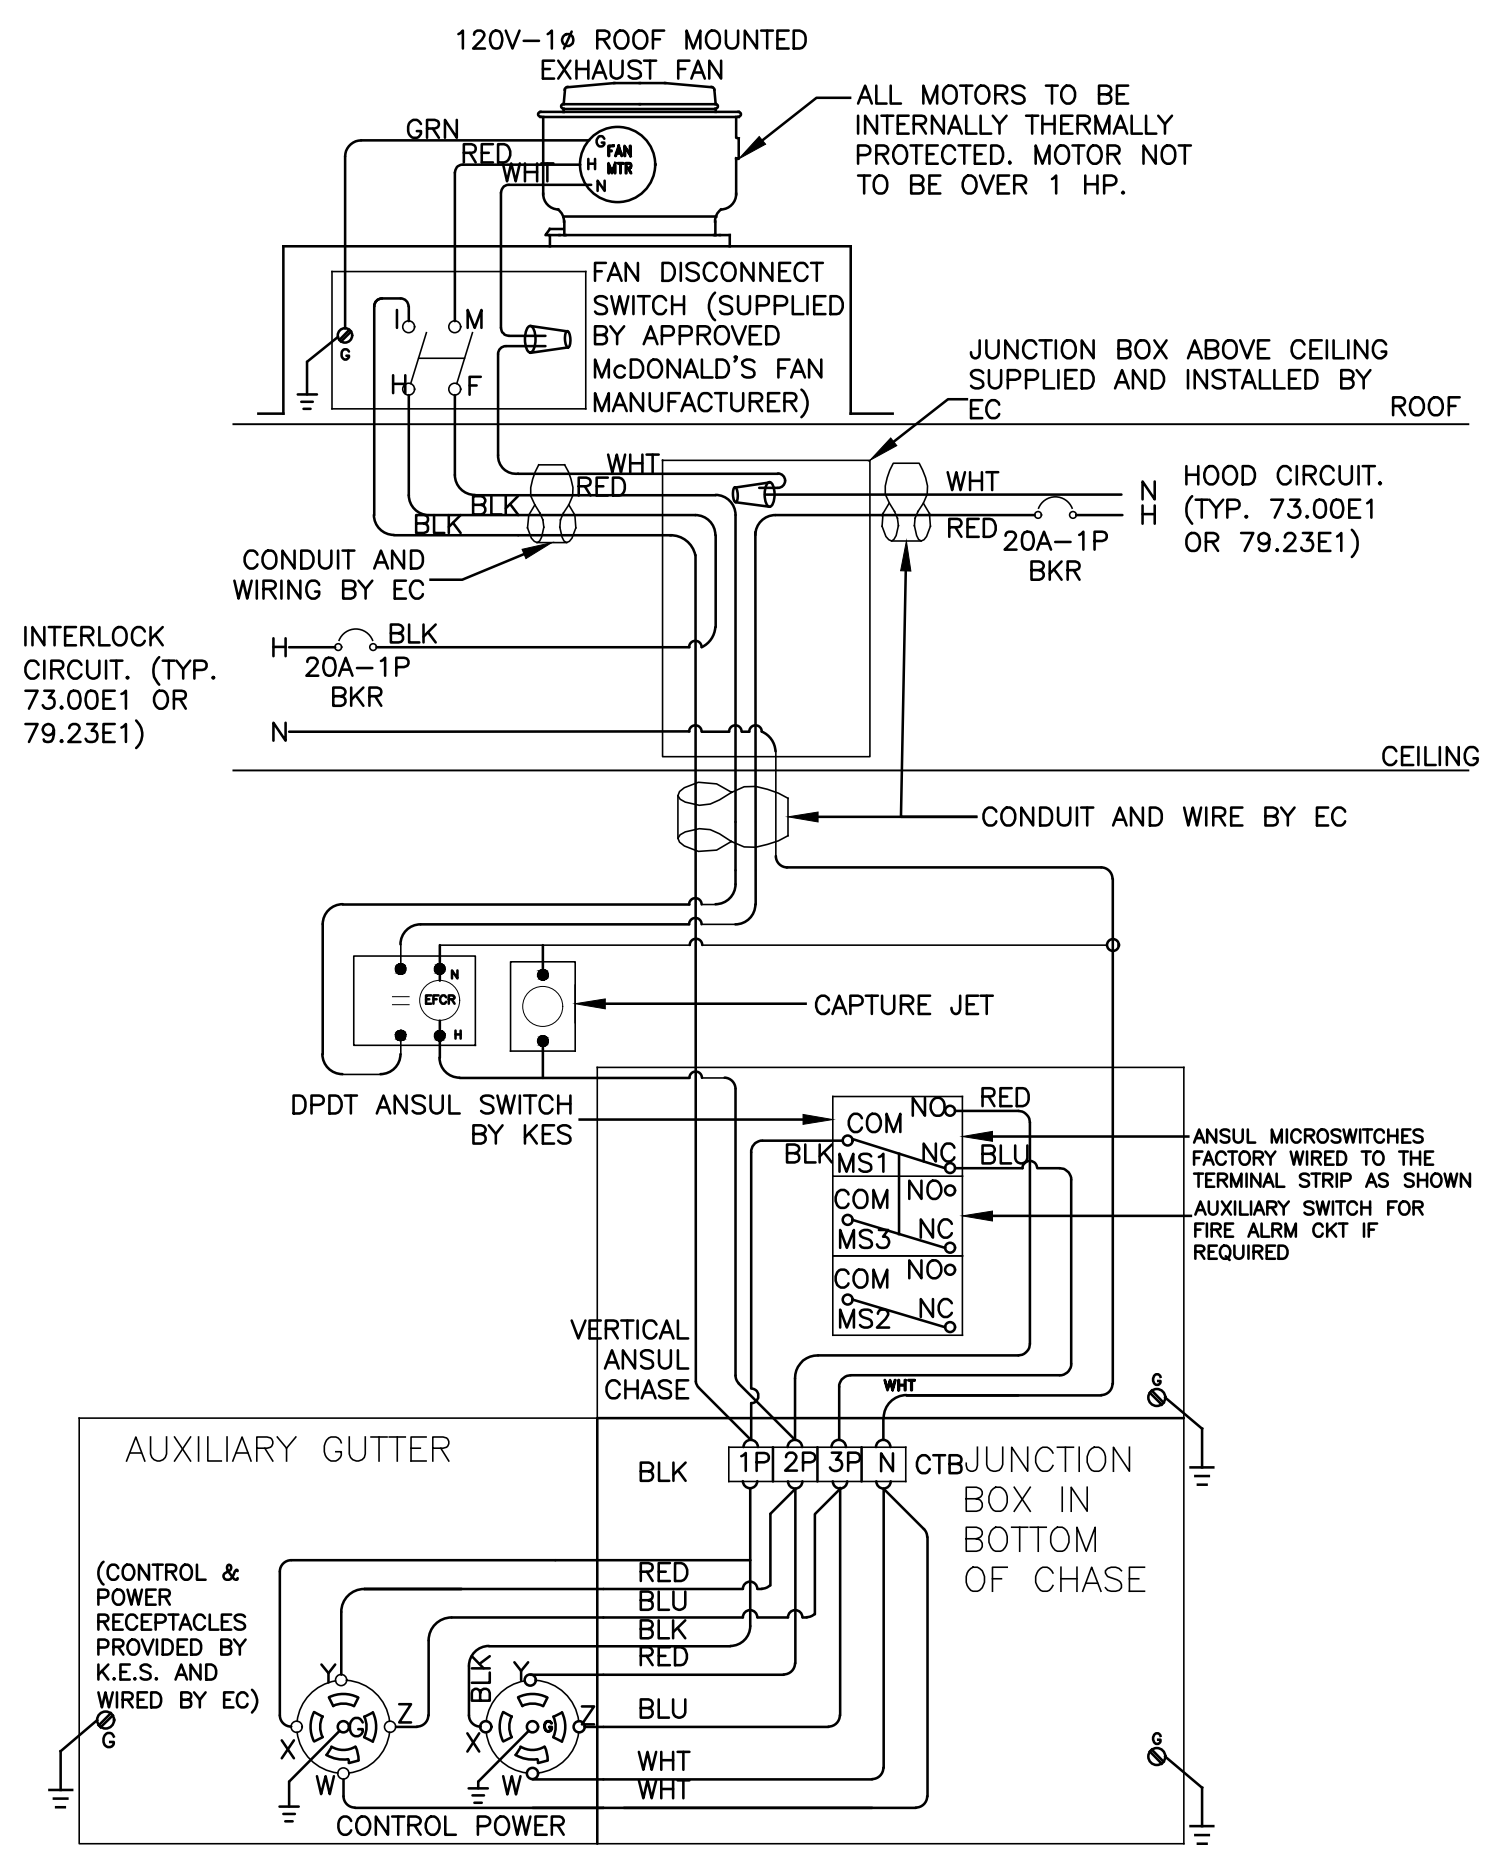 120V-1ø ROOF MOUNTED
EXHAUST FAN
ALL MOTORS TO BE
INTERNALLY THERMALLY
PROTECTED. MOTOR NOT
TO BE OVER 1 HP.
GRN
RED
WHT
G
H
N
FAN
MTR
FAN DISCONNECT
SWITCH (SUPPLIED
BY APPROVED
McDONALD'S FAN
MANUFACTURER)
I
M
G
H
F
JUNCTION BOX ABOVE CEILING
SUPPLIED AND INSTALLED BY
EC
ROOF
WHT
RED
BLK
BLK
WHT
RED
N
H
20A-1P
BKR
HOOD CIRCUIT.
(TYP. 73.00E1
OR 79.23E1)
CONDUIT AND
WIRING BY EC
INTERLOCK
CIRCUIT. (TYP.
73.00E1 OR
79.23E1)
H
BLK
20A-1P
BKR
N
CEILING
CONDUIT AND WIRE BY EC
N
EFCR
H
CAPTURE JET
DPDT ANSUL SWITCH
BY KES
NO
RED
COM
BLK
MS1
NC
BLU
NO
COM
MS3
NC
NO
COM
MS2
NC
ANSUL MICROSWITCHES
FACTORY WIRED TO THE
TERMINAL STRIP AS SHOWN
AUXILIARY SWITCH FOR
FIRE ALRM CKT IF
REQUIRED
VERTICAL
ANSUL
CHASE
WHT
G
AUXILIARY GUTTER
BLK
1P
2P
3P
N
CTB
JUNCTION
BOX IN
BOTTOM
OF CHASE
(CONTROL &
POWER
RECEPTACLES
PROVIDED BY
K.E.S. AND
WIRED BY EC)
G
RED
BLU
BLK
RED
BLU
WHT
WHT
BLK
Y
Z
G
X
W
Y
Z
G
X
W
G
CONTROL POWER